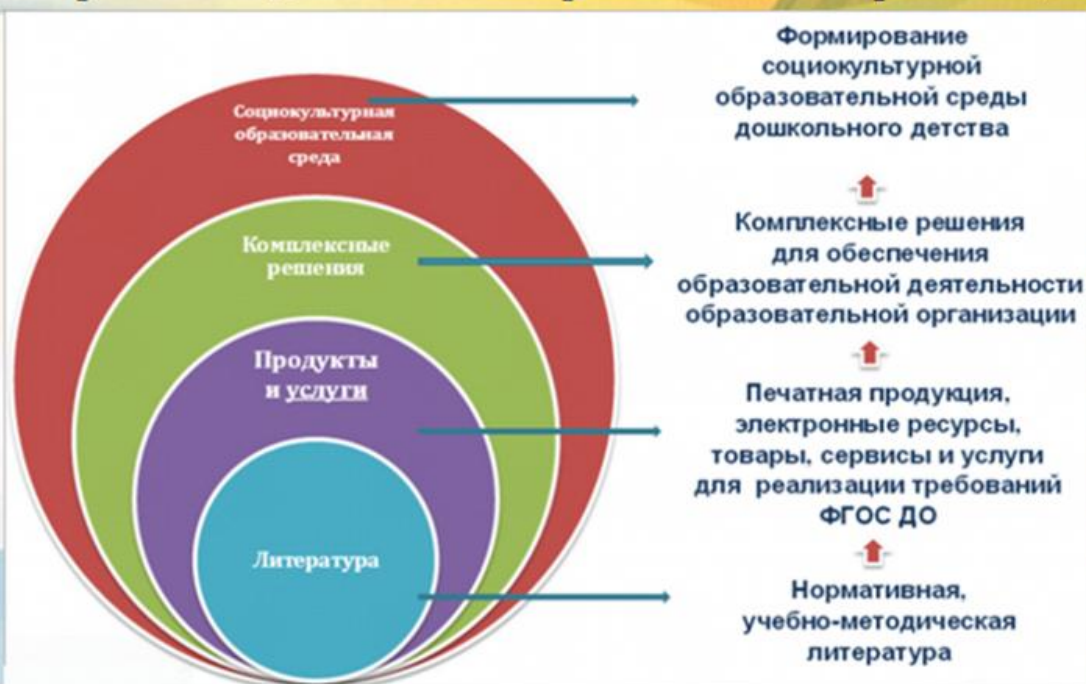 Социокультурная
образовательная
среда
Комплексные
решения
Продукты
и услуги
Литература
Формирование
социокультурной
образовательной среды
дошкольного детства
Комплексные решения
для обеспечения
образовательной деятельности
образовательной организации
Печатная продукция,
электронные ресурсы,
товары, сервисы и услуги
для реализации требований
ФГОС ДО
Нормативная,
учебно-методическая
литература